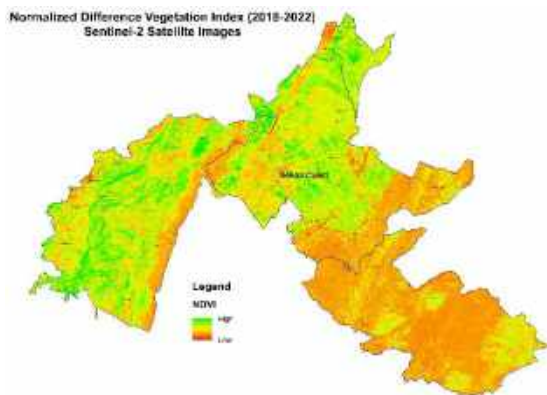 Normalized Difference Vegetation Index (2018-2022)
Sentinel-2 Satellite Images
Legend
NDVI
High
Low